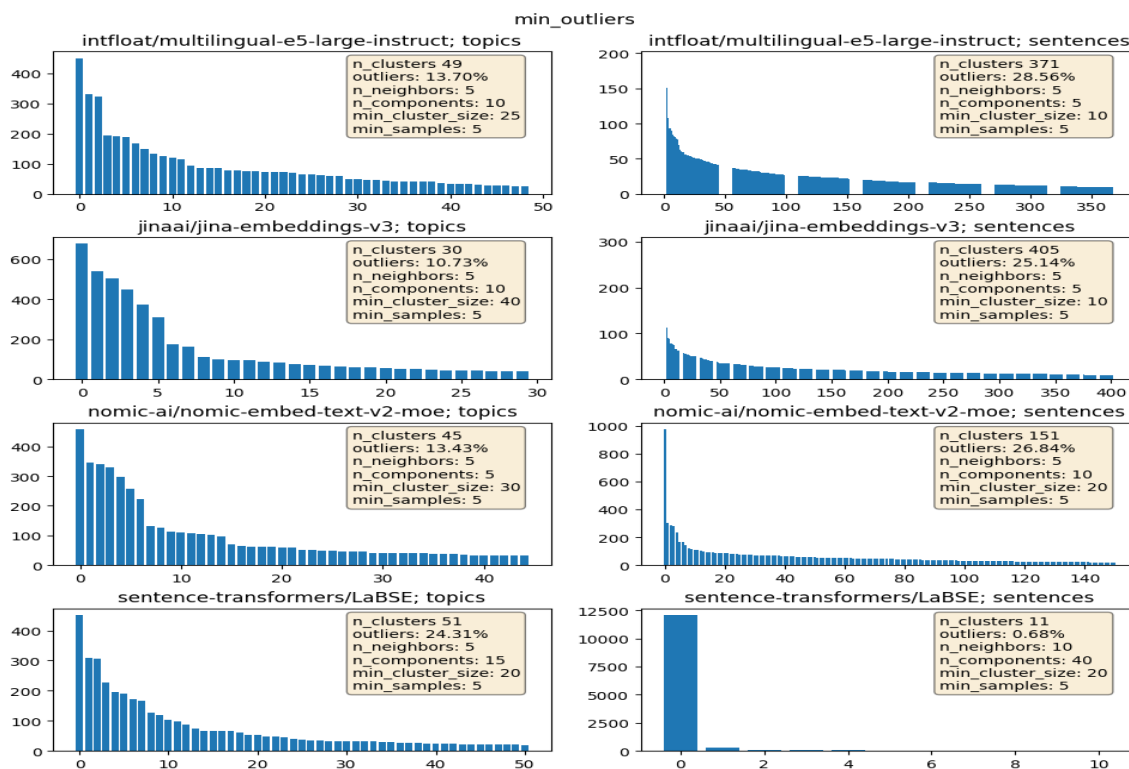 min_outliers
intfloat/multilingual-e5-large-instruct; topics
400
300
200
100
0
n_clusters 49
outliers: 13.70%
n_neighbors: 5
n_components: 10
min_cluster_size: 25
min_samples: 5
0 10 20 30 40 50
intfloat/multilingual-e5-large-instruct; sentences
200
150
100
50
0
n_clusters 371
outliers: 28.56%
n_neighbors: 5
n_components: 5
min_cluster_size: 10
min_samples: 5
0 50 100 150 200 250 300 350
jinaai/jina-embeddings-v3; topics
600
400
200
0
n_clusters 30
outliers: 10.73%
n_neighbors: 5
n_components: 10
min_cluster_size: 40
min_samples: 5
0 5 10 15 20 25 30
jinaai/jina-embeddings-v3; sentences
300
200
100
0
n_clusters 405
outliers: 25.14%
n_neighbors: 5
n_components: 5
min_cluster_size: 10
min_samples: 5
0 50 100 150 200 250 300 350 400
nomic-ai/nomic-embed-text-v2-moe; topics
400
300
200
100
0
n_clusters 45
outliers: 13.43%
n_neighbors: 5
n_components: 5
min_cluster_size: 30
min_samples: 5
0 10 20 30 40
nomic-ai/nomic-embed-text-v2-moe; sentences
1000
800
600
400
200
0
n_clusters 151
outliers: 26.84%
n_neighbors: 5
n_components: 10
min_cluster_size: 20
min_samples: 5
0 20 40 60 80 100 120 140
sentence-transformers/LaBSE; topics
400
300
200
100
0
n_clusters 51
outliers: 24.31%
n_neighbors: 5
n_components: 15
min_cluster_size: 20
min_samples: 5
0 10 20 30 40 50
sentence-transformers/LaBSE; sentences
12500
10000
7500
5000
2500
0
n_clusters 11
outliers: 0.68%
n_neighbors: 10
n_components: 40
min_cluster_size: 20
min_samples: 5
0 2 4 6 8 10